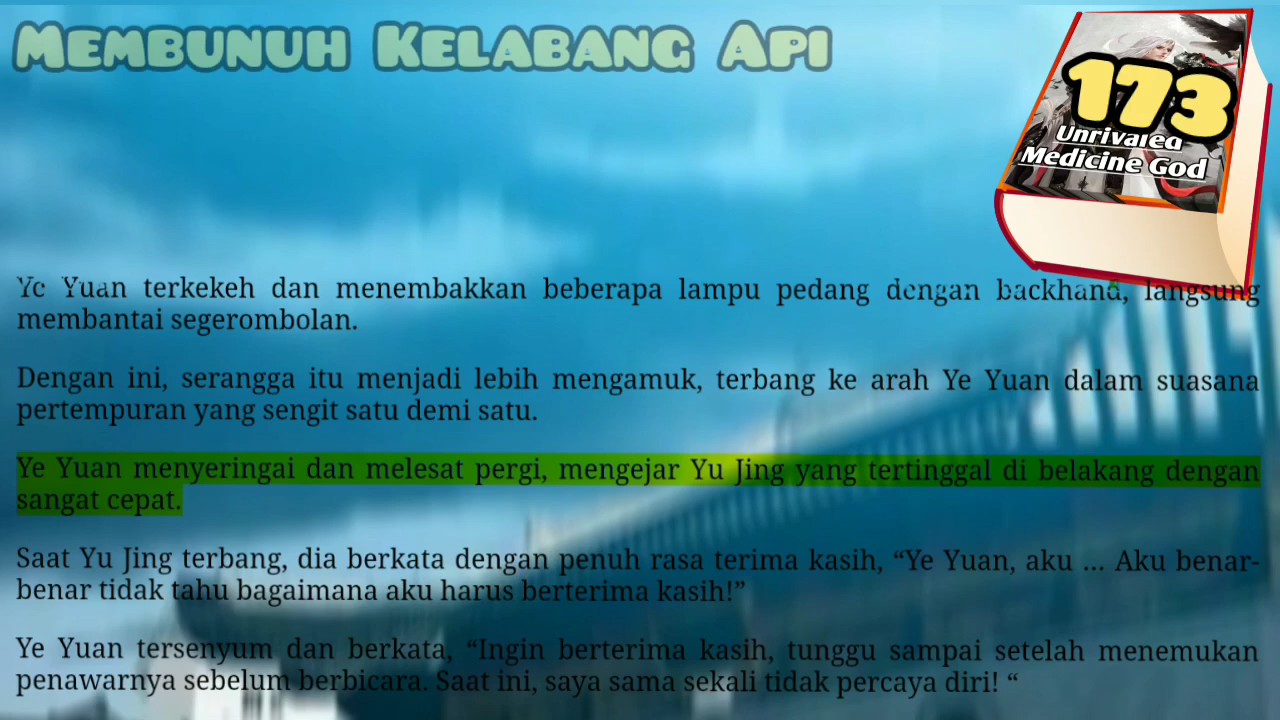 Membunuh Kelabang Api
173
Unrivaled
Medicine God
Ye Yuan terkekeh dan menembakkan beberapa lampu pedang dengan backhand, langsung
membantai segerombolan.
Dengan ini, serangga itu menjadi lebih mengamuk, terbang ke arah Ye Yuan dalam suasana
pertempuran yang sengit satu demi satu.
Ye Yuan menyeringai dan melesat pergi, mengejar Yu Jing yang tertinggal di belakang dengan
sangat cepat.
Saat Yu Jing terbang, dia berkata dengan penuh rasa terima kasih, “Ye Yuan, aku ... Aku benar-
benar tidak tahu bagaimana aku harus berterima kasih!”
Ye Yuan tersenyum dan berkata, “Ingin berterima kasih, tunggu sampai setelah menemukan
penawarnya sebelum berbicara. Saat ini, saya sama sekali tidak percaya diri! “